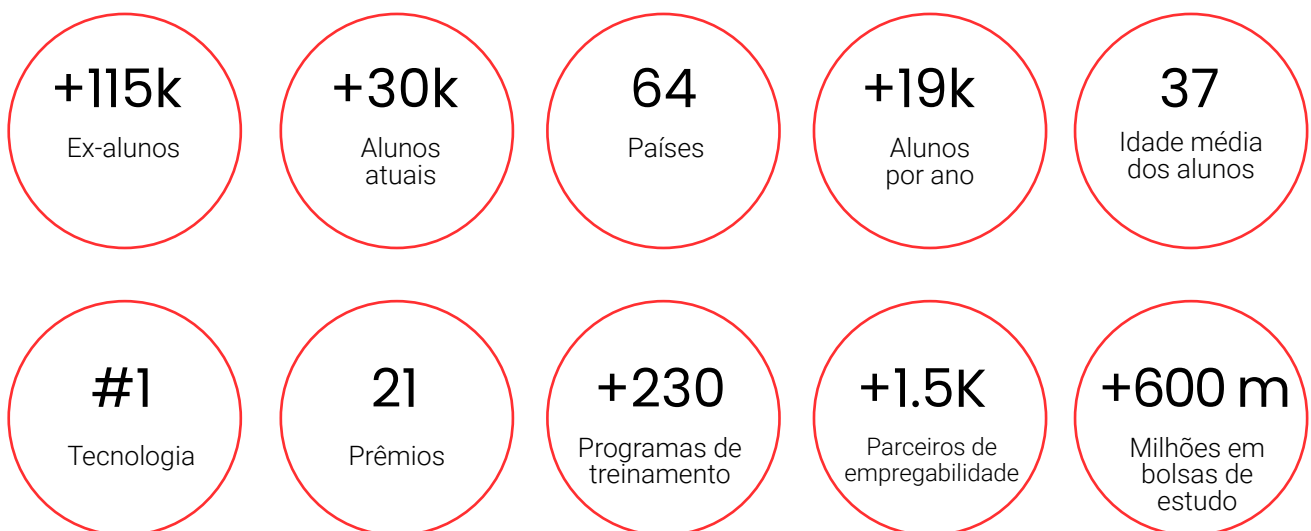 +115k
Ex-alunos
+30k
Alunos
atuais
64
Países
+19k
Alunos
por ano
37
Idade média
dos alunos
#1
Tecnologia
21
Prêmios
+230
Programas de
treinamento
+1.5K
Parceiros de
empregabilidade
+600 m
Milhões em
bolsas de
estudo